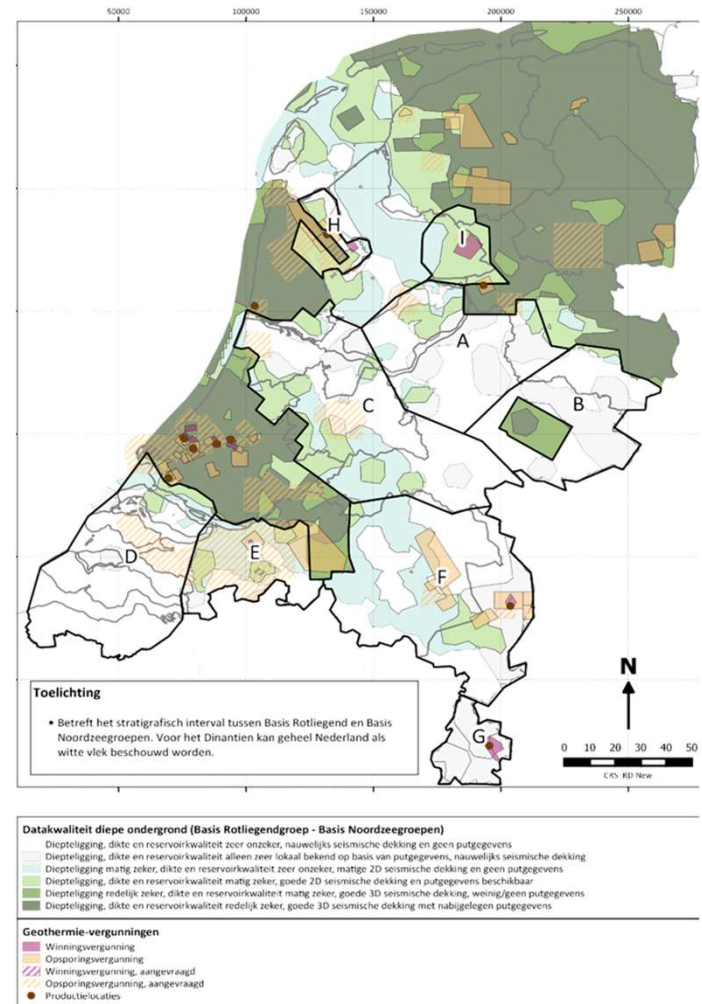 50000 100000 150000 200000 250000
H
I
A
C
B
D
E
F
G
N
Toelichting
• Betreft het stratigrafisch interval tussen Basis Rotliegend en Basis
Noordzeegroepen. Voor het Dinantien kan geheel Nederland als
witte vlek beschouwd worden.
0 10 20 30 40 50
CRS: RD New
Datakwaliteit diepe ondergrond (Basis Rotliegendgroep - Basis Noordzeegroepen)
Diepteligging, dikte en reservoirkwaliteit zeer onzeker, nauwelijks seismische dekking en geen putgegevens
Diepteligging, dikte en reservoirkwaliteit alleen zeer lokaal bekend op basis van putgegevens, nauwelijks seismische dekking
Diepteligging matig zeker, dikte en reservoirkwaliteit zeer onzeker, matige 2D seismische dekking en geen putgegevens
Diepteligging, dikte en reservoirkwaliteit matig zeker, goede 2D seismische dekking en putgegevens beschikbaar
Diepteligging redelijk zeker, dikte en reservoirkwaliteit matig zeker, goede 3D seismische dekking, weinig/geen putgegevens
Diepteligging, dikte en reservoirkwaliteit redelijk zeker, goede 3D seismische dekking met nabijgelegen putgegevens
Geothermie-vergunningen
Winningsvergunning
Opsporingsvergunning
Winningsvergunning, aangevraagd
Opsporingsvergunning, aangevraagd
Productielocaties